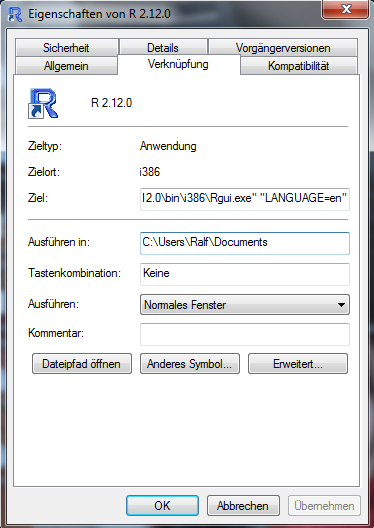 Eigenschaften von R 2.12.0
Sicherheit Details Vorgängerversionen
Allgemein Verknüpfung Kompatibilität
R 2.12.0
Zieltyp: Anwendung
Zielort: i386
Ziel: 12.0\bin\i386\Rgui.exe" "LANGUAGE=en"
Ausführen in: C:\Users\Ralf\Documents
Tastenkombination: Keine
Ausführen: Normales Fenster
Kommentar:
Dateipfad öffnen Anderes Symbol... Erweitert...
OK Abbrechen Übernehmen